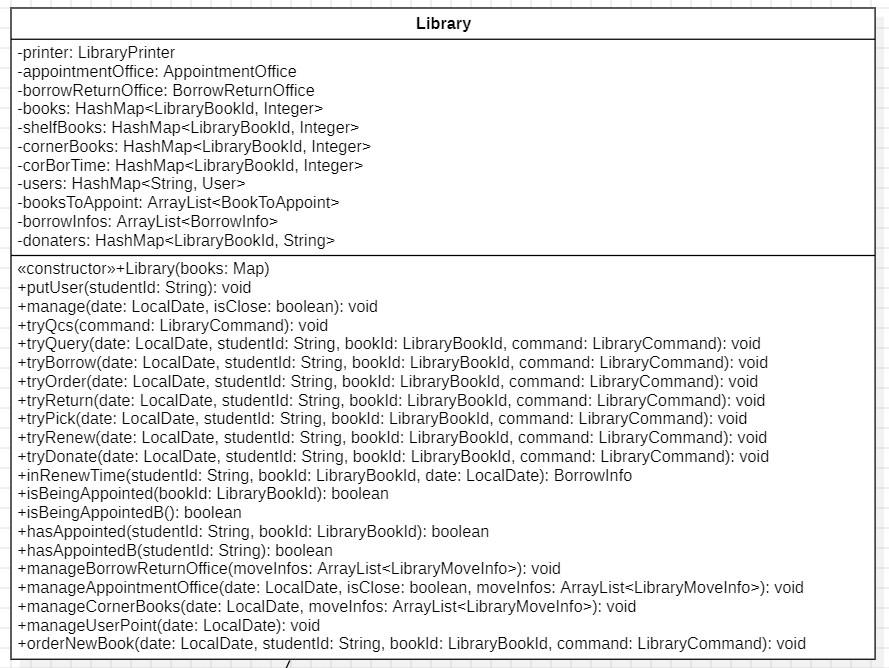 Library
-printer: LibraryPrinter
-appointmentOffice: AppointmentOffice
-borrowReturnOffice: BorrowReturnOffice
-books: HashMap<LibraryBookId, Integer>
-shelfBooks: HashMap<LibraryBookId, Integer>
-cornerBooks: HashMap<LibraryBookId, Integer>
-corBorTime: HashMap<LibraryBookId, Integer>
-users: HashMap<String, User>
-booksToAppoint: ArrayList<BookToAppoint>
-borrowInfos: ArrayList<BorrowInfo>
-donaters: HashMap<LibraryBookId, String>
«constructor»+Library(books: Map)
+putUser(studentId: String): void
+manage(date: LocalDate, isClose: boolean): void
+tryQcs(command: LibraryCommand): void
+tryQuery(date: LocalDate, studentId: String, bookId: LibraryBookId, command: LibraryCommand): void
+tryBorrow(date: LocalDate, studentId: String, bookId: LibraryBookId, command: LibraryCommand): void
+tryOrder(date: LocalDate, studentId: String, bookId: LibraryBookId, command: LibraryCommand): void
+tryReturn(date: LocalDate, studentId: String, bookId: LibraryBookId, command: LibraryCommand): void
+tryPick(date: LocalDate, studentId: String, bookId: LibraryBookId, command: LibraryCommand): void
+tryRenew(date: LocalDate, studentId: String, bookId: LibraryBookId, command: LibraryCommand): void
+tryDonate(date: LocalDate, studentId: String, bookId: LibraryBookId, command: LibraryCommand): void
+inRenewTime(studentId: String, bookId: LibraryBookId, date: LocalDate): BorrowInfo
+isBeingAppointed(bookId: LibraryBookId): boolean
+isBeingAppointedB(): boolean
+hasAppointed(studentId: String, bookId: LibraryBookId): boolean
+hasAppointedB(studentId: String): boolean
+manageBorrowReturnOffice(moveInfos: ArrayList<LibraryMoveInfo>): void
+manageAppointmentOffice(date: LocalDate, isClose: boolean, moveInfos: ArrayList<LibraryMoveInfo>): void
+manageCornerBooks(date: LocalDate, moveInfos: ArrayList<LibraryMoveInfo>): void
+manageUserPoint(date: LocalDate): void
+orderNewBook(date: LocalDate, studentId: String, bookId: LibraryBookId, command: LibraryCommand): void